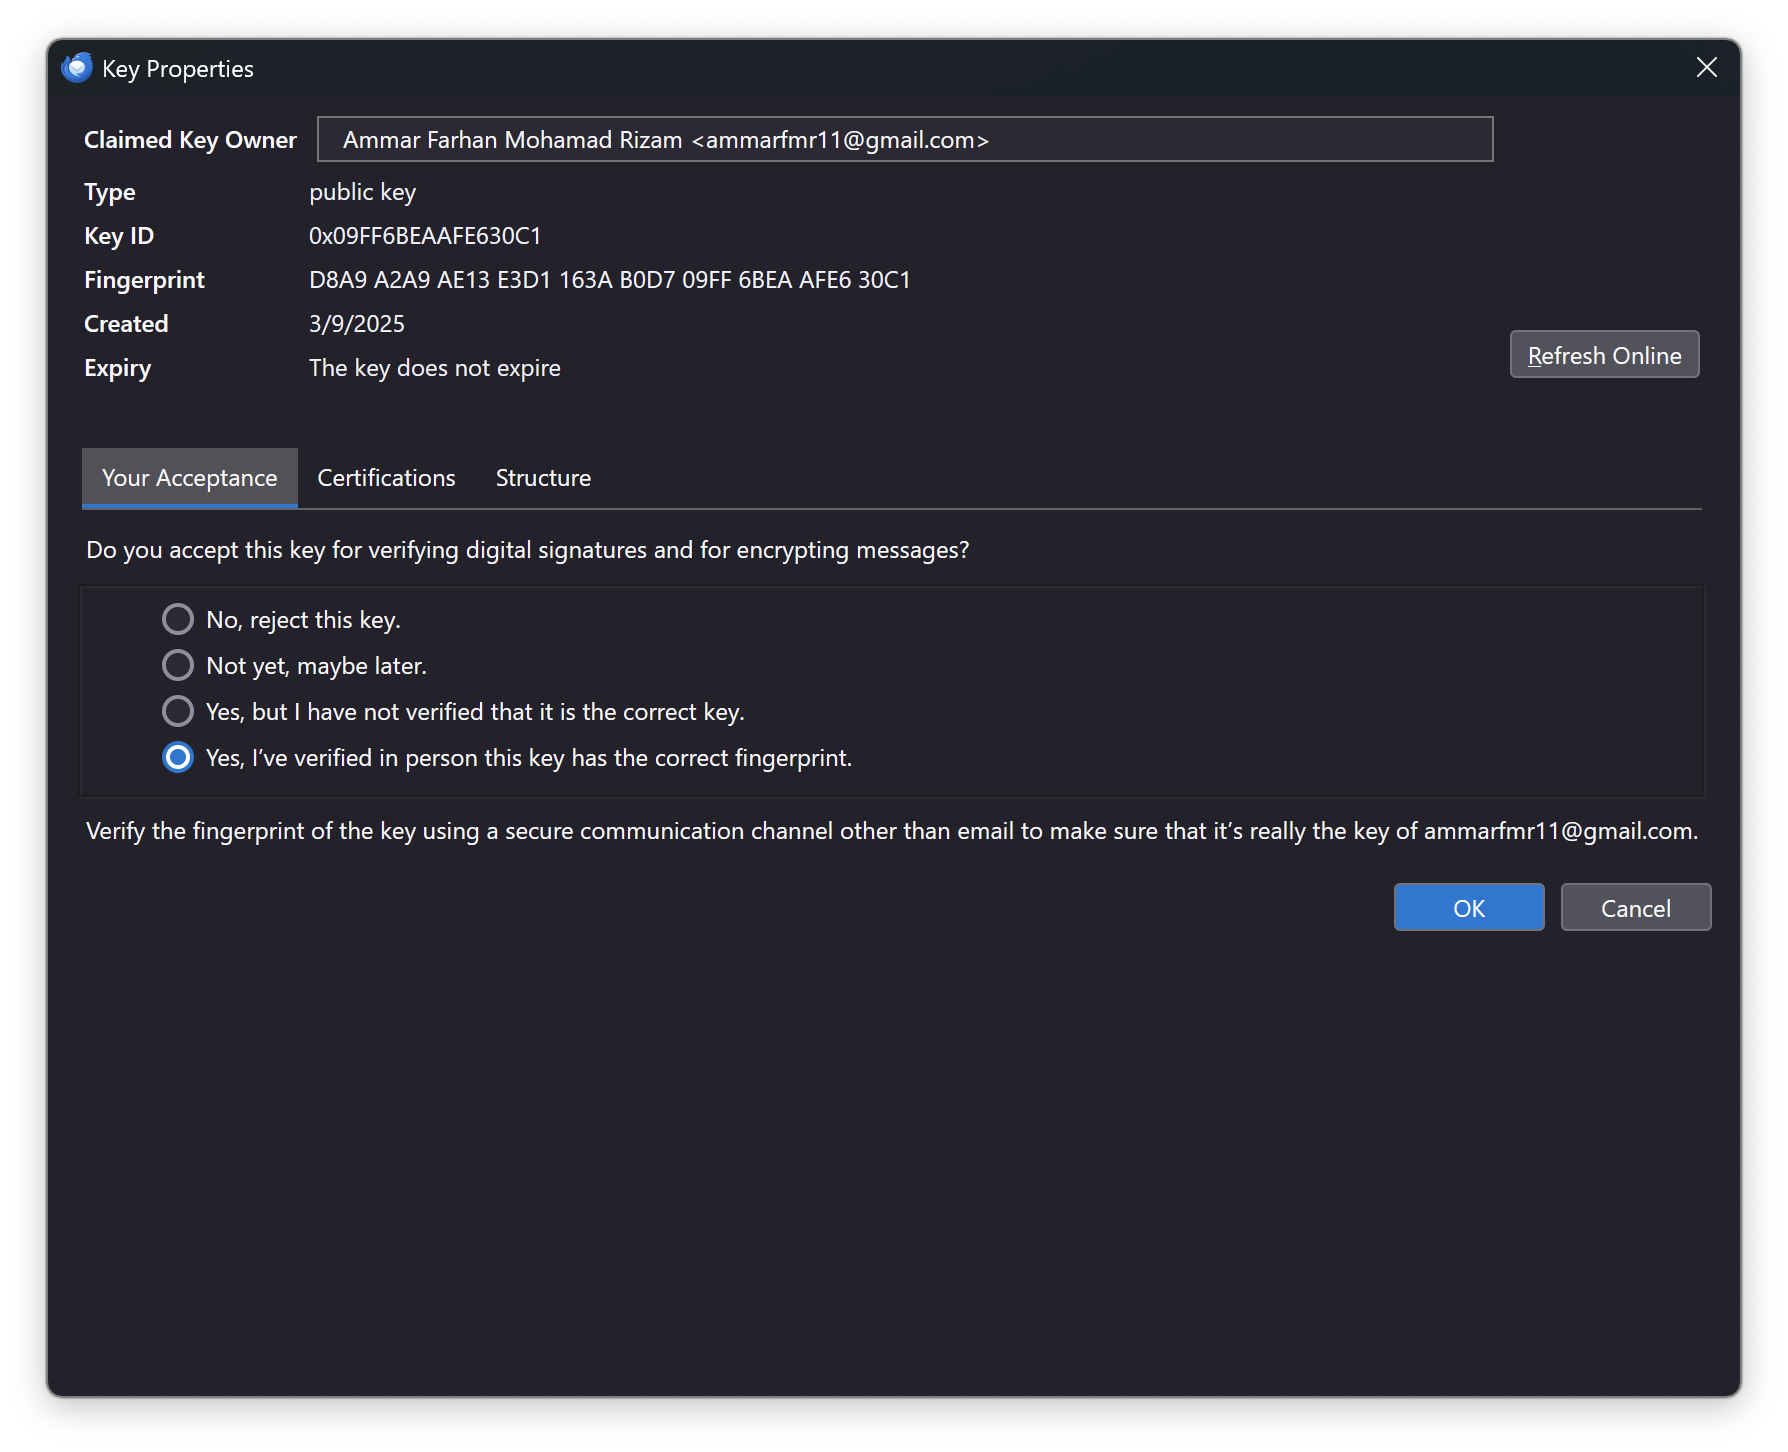 Key Properties
Claimed Key Owner Ammar Farhan Mohamad Rizam <ammarfmr11@gmail.com>
Type public key
Key ID 0x09FF6BEAAFE630C1
Fingerprint D8A9 A2A9 AE13 E3D1 163A B0D7 09FF 6BEA AFE6 30C1
Created 3/9/2025
Refresh Online
Expiry The key does not expire
Your Acceptance Certifications Structure
Do you accept this key for verifying digital signatures and for encrypting messages?
No, reject this key.
Not yet, maybe later.
Yes, but I have not verified that it is the correct key.
Yes, I’ve verified in person this key has the correct fingerprint.
Verify the fingerprint of the key using a secure communication channel other than email to make sure that it’s really the key of ammarfmr11@gmail.com.
OK Cancel